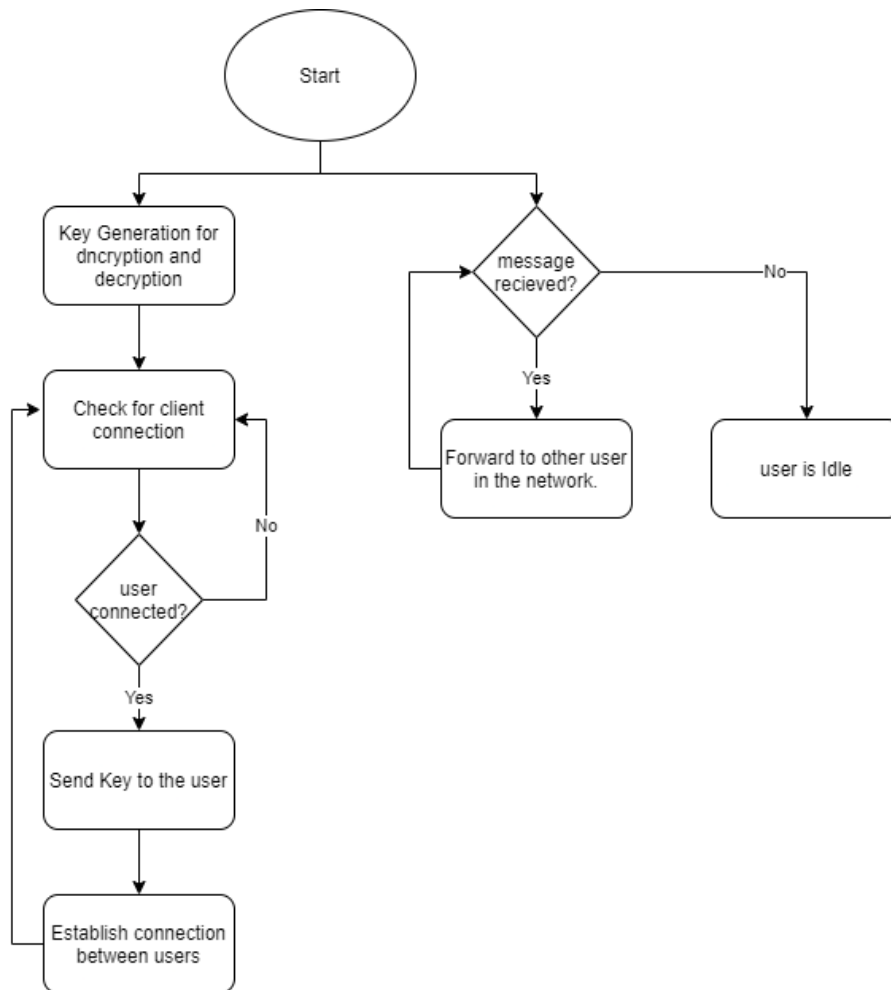 Start
Key Generation for
dncryption and
decryption
message
recieved?
No
Yes
Check for client
connection
Forward to other user
in the network.
user is Idle
No
user
connected?
Yes
Send Key to the user
Establish connection
between users